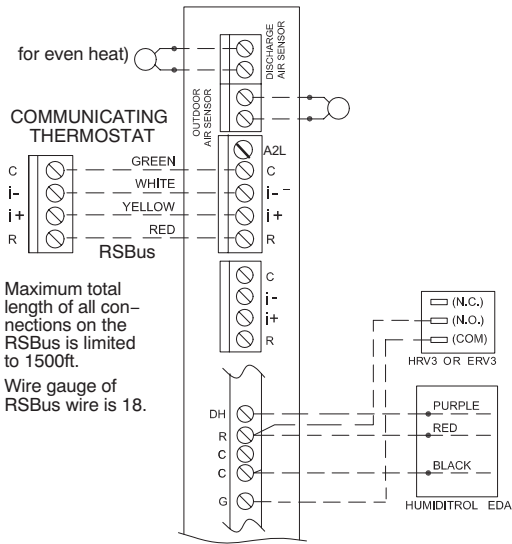 for even heat)
DISCHARGE
AIR SENSOR
OUTDOOR
AIR SENSOR
COMMUNICATING
THERMOSTAT
A2L
C
GREEN
C
i-
WHITE
i-
i+
YELLOW
i+
R
RED
R
RSBus
C
i-
i+
R
Maximum total
length of all con-
nections on the
RSBus is limited
to 1500ft.
Wire gauge of
RSBus wire is 18.
(N.C.)
(N.O.)
(COM)
HRV3 OR ERV3
DH
PURPLE
R
RED
C
C
BLACK
G
HUMIDITROL EDA